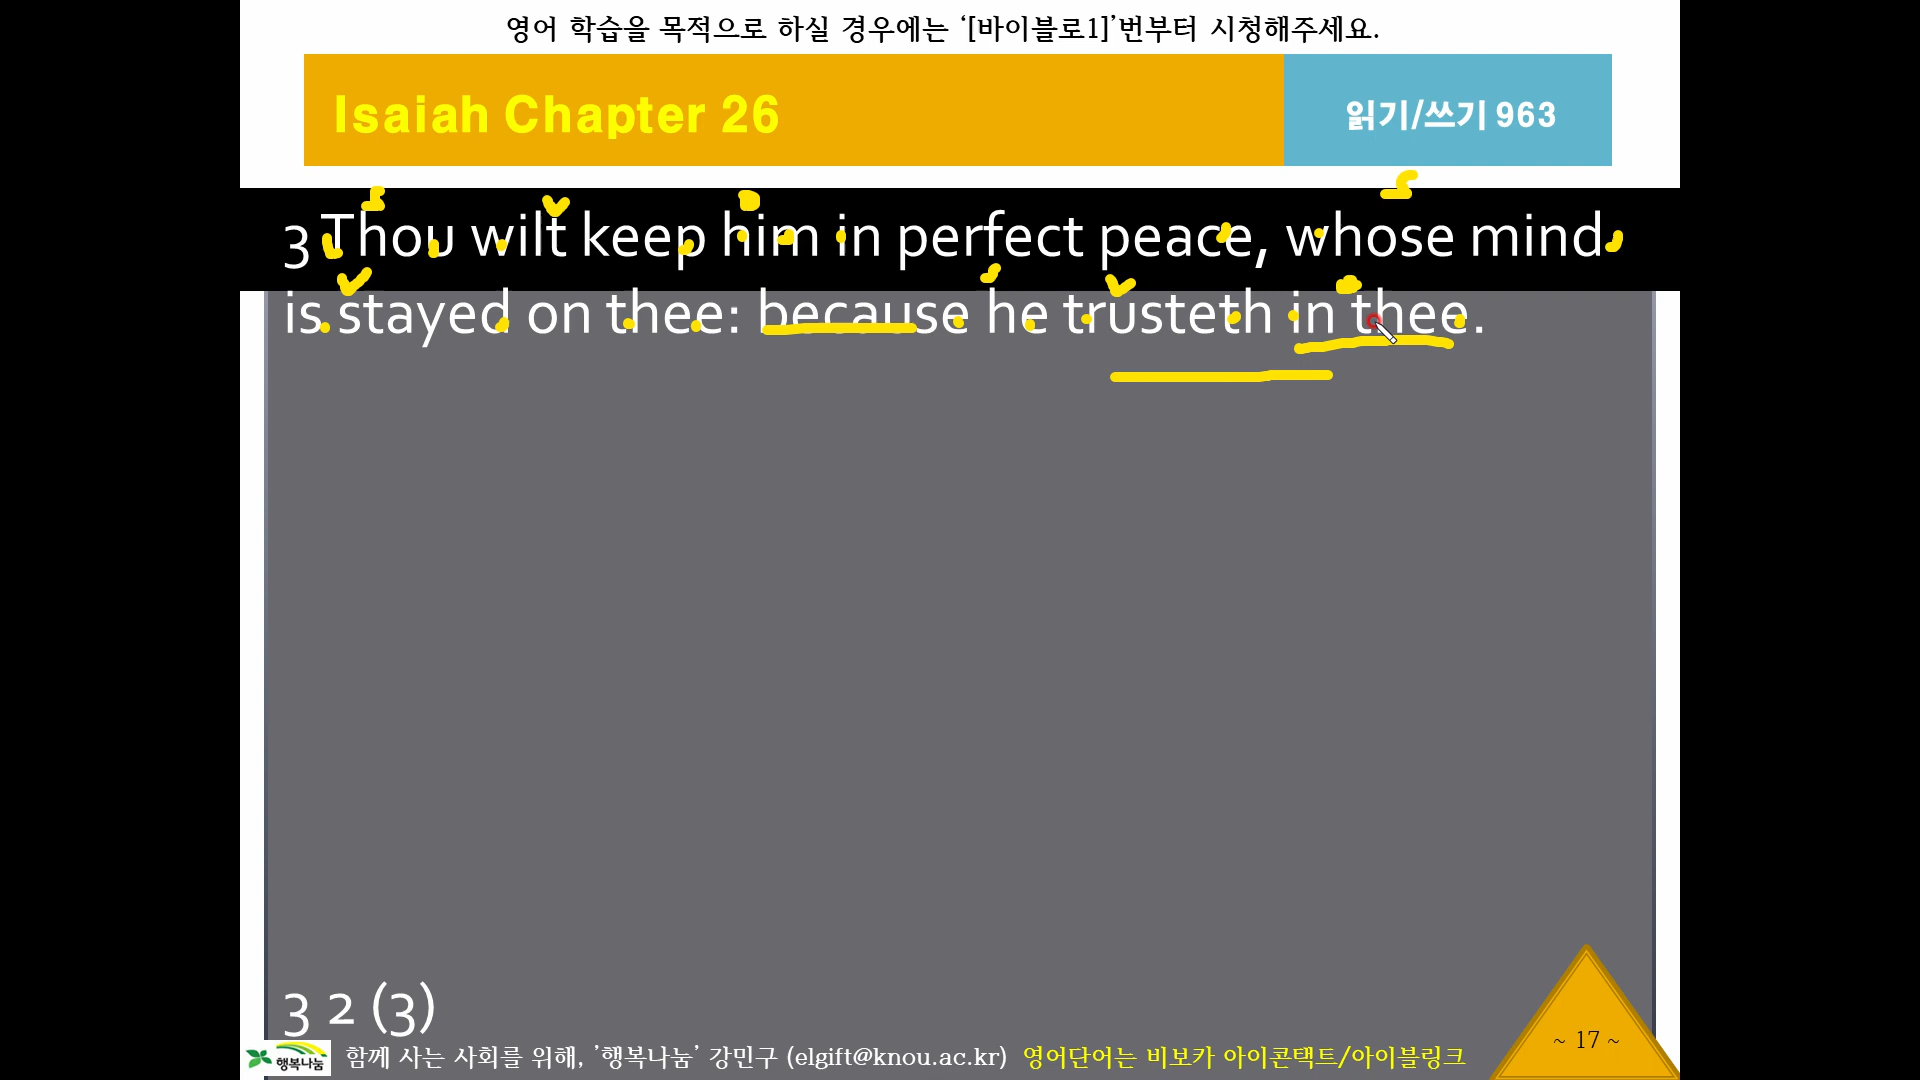 영어 학습을 목적으로 하실 경우에는 ‘[바이블로1]’번부터 시청해주세요.
Isaiah Chapter 26
읽기/쓰기 963
3 Thou wilt keep him in perfect peace, whose mind
is stayed on thee: because he trusteth in thee.
3 2 (3)
행복나눔
함께 사는 사회를 위해, ’행복나눔’ 강민구 (elgift@knou.ac.kr) 영어단어는 비보카 아이콘택트/아이블링크
~ 17 ~